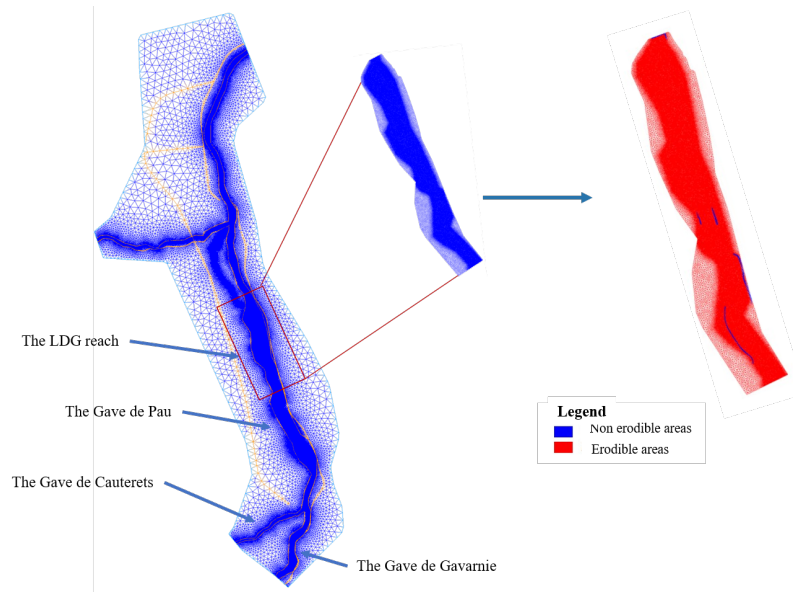 The LDG reach
The Gave de Pau
The Gave de Cauterets
The Gave de Gavarnie
Legend
Non erodible areas
Erodible areas